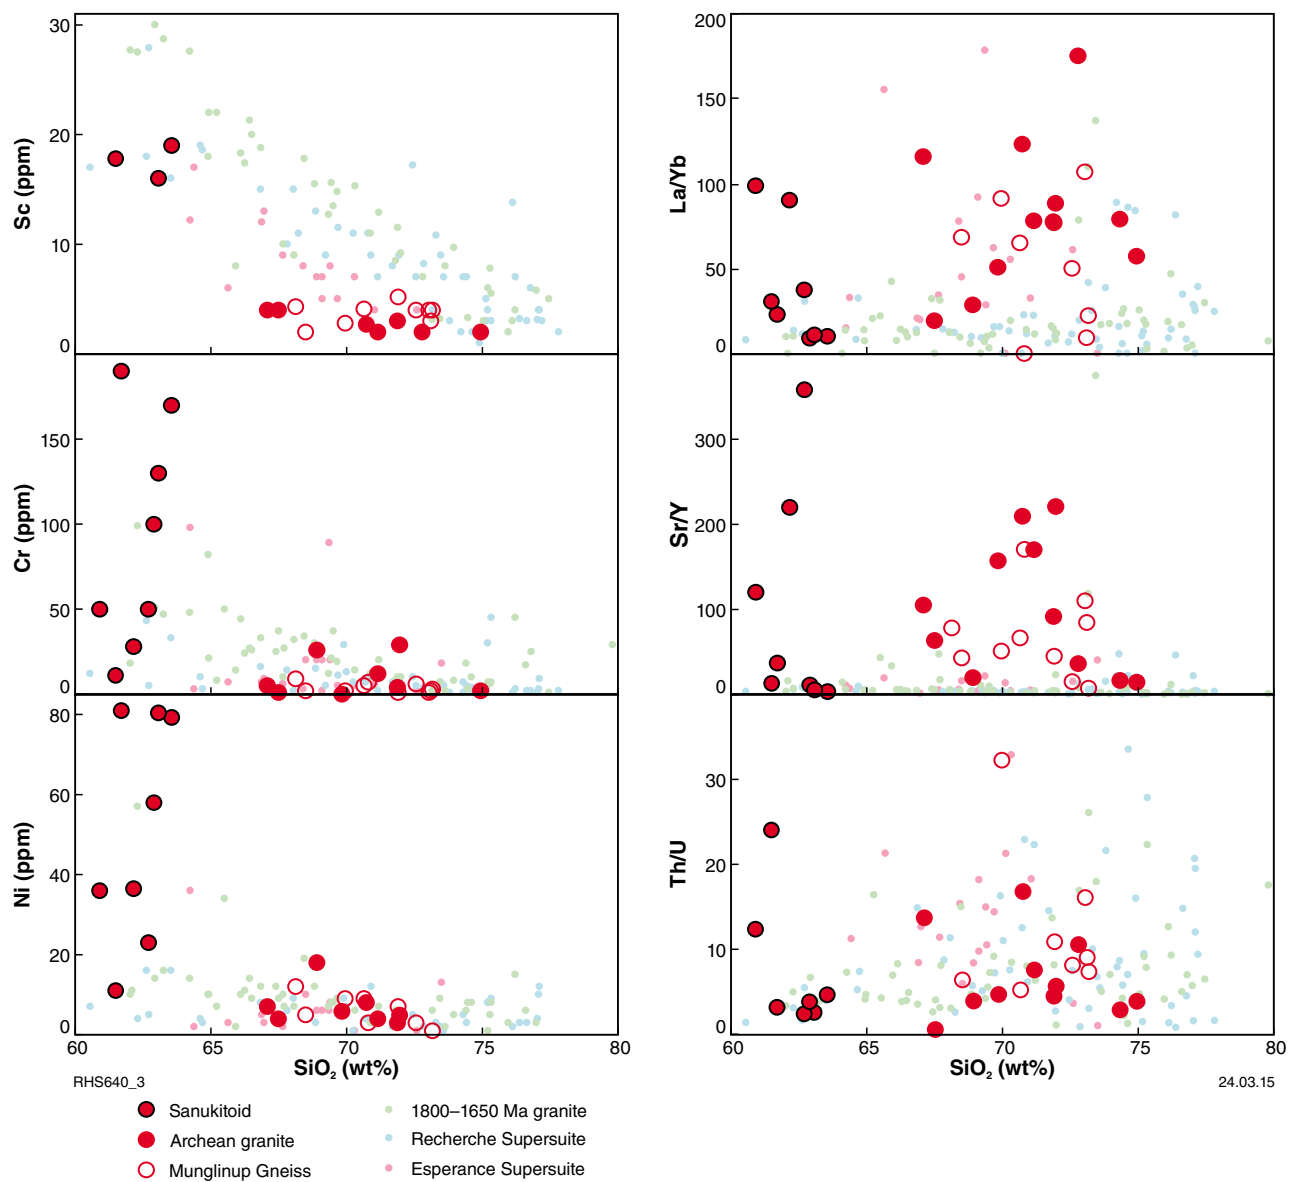 30
20
10
0
Sc (ppm)
200
150
100
50
0
La/Yb
150
100
50
0
Cr (ppm)
300
200
100
0
Sr/Y
80
60
40
20
0
Ni (ppm)
30
20
10
0
Th/U
60 65 70 75 80
60 65 70 75 80
SiO₂ (wt%)
SiO₂ (wt%)
RHS640_3
24.03.15
Sanukitoid
Archean granite
Munglinup Gneiss
1800–1650 Ma granite
Recherche Supersuite
Esperance Supersuite